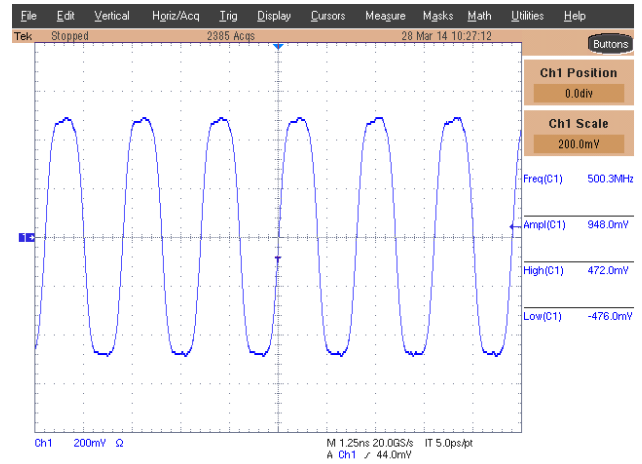 File Edit Vertical Horiz/Acq Trig Display Cursors Measure Masks Math Utilities Help
Tek Stopped 2385 Acqs 28 Mar 14 10:27:12
Buttons
Ch1 Position
0.0div
Ch1 Scale
200.0mV
Freq(C1) 500.3MHz
Ampl(C1) 948.0mV
High(C1) 472.0mV
Low(C1) -476.0mV
1
Ch1 200mV Ω M 1.25ns 20.0GS/s IT 5.0ps/pt
A Ch1 / 44.0mV